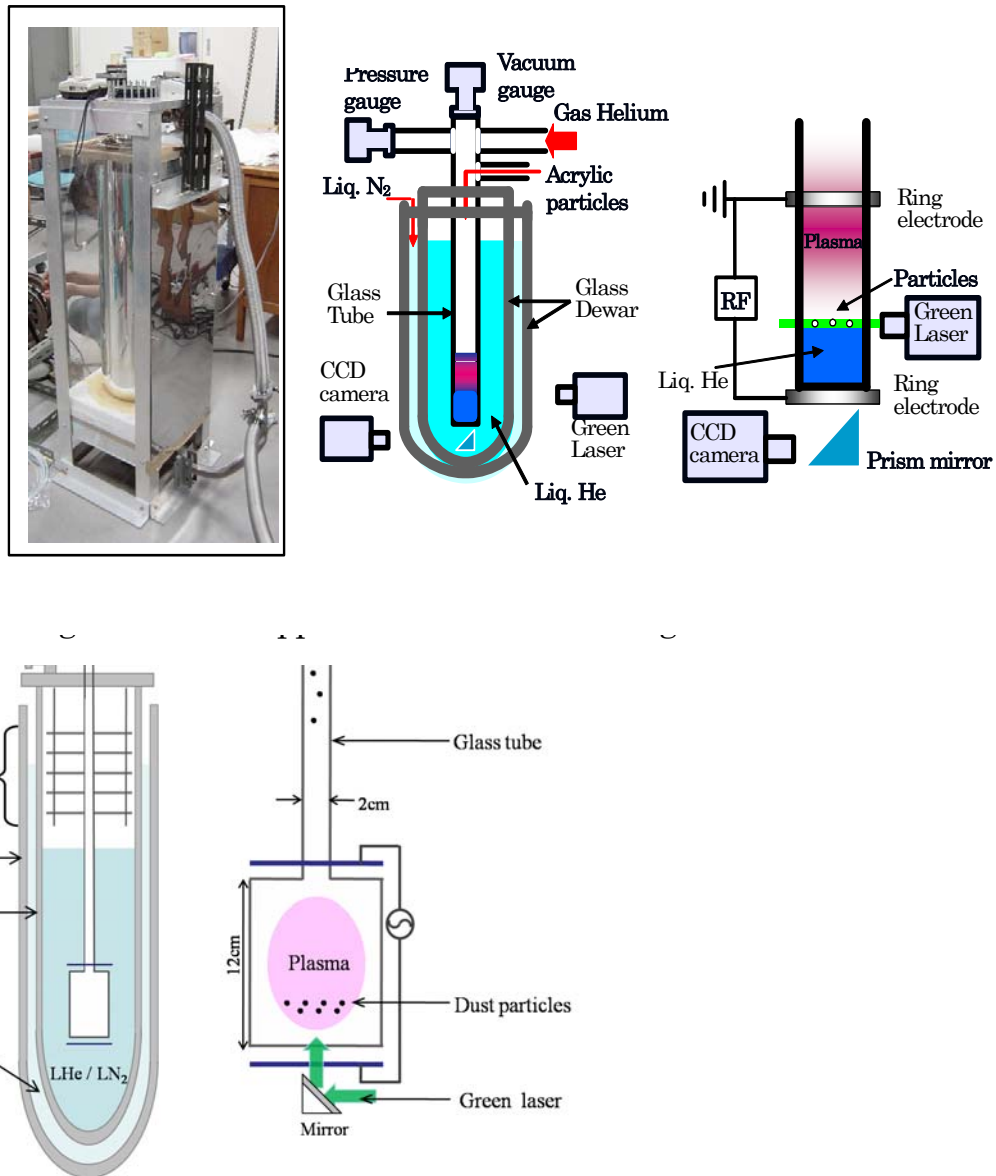 Pressure
gauge
Vacuum
gauge
Gas Helium
Liq. N2
Acrylic
particles
Glass
Tube
Glass
Dewar
CCD
camera
Green
Laser
Liq. He
Ring
electrode
Plasma
Particles
RF
Green
Laser
Liq. He
Ring
electrode
CCD
camera
Prism mirror
LHe / LN2
Glass tube
2cm
12cm
Plasma
Dust particles
Green laser
Mirror